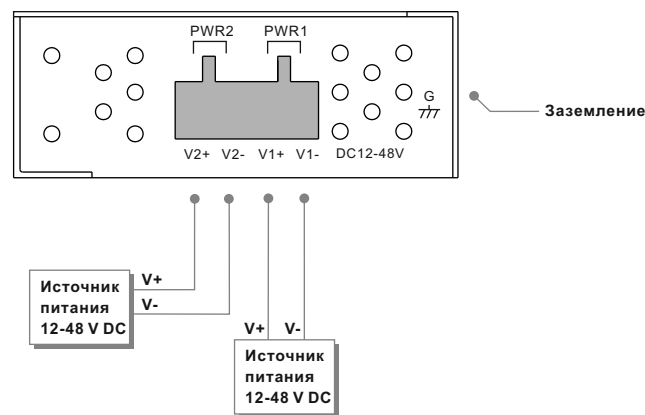 PWR2 PWR1
G
Заземление
V2+ V2- V1+ V1- DC12-48V
Источник
питания
12-48 V DC
V+
V-
V+ V-
Источник
питания
12-48 V DC